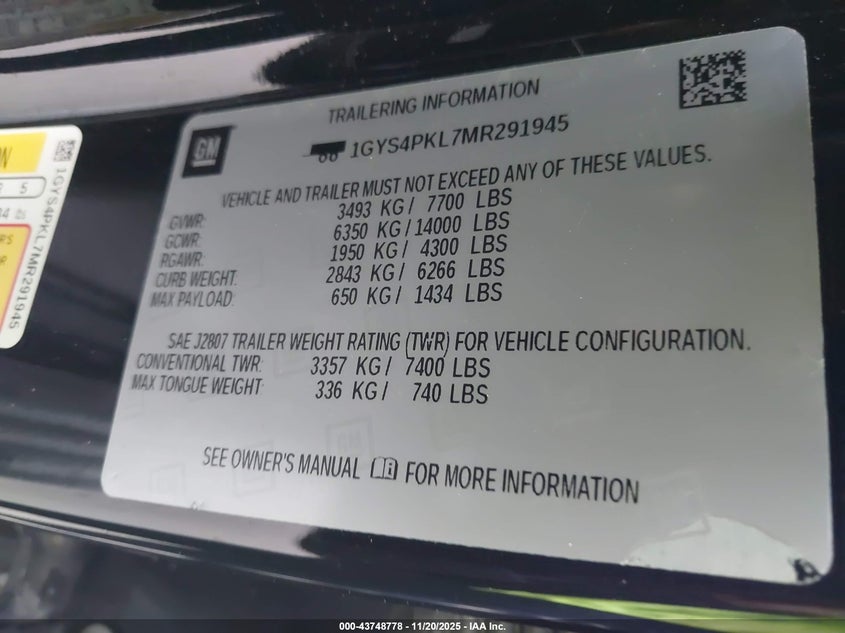 TRAILERING INFORMATION
GM
1GYS4PKL7MR291945
VEHICLE AND TRAILER MUST NOT EXCEED ANY OF THESE VALUES.
GVWR: 3493 KG/ 7700 LBS
GCWR: 6350 KG/14000 LBS
RGAWR: 1950 KG/ 4300 LBS
CURB WEIGHT: 2843 KG/ 6266 LBS
MAX PAYLOAD: 650 KG/ 1434 LBS
SAE J2807 TRAILER WEIGHT RATING (TWR) FOR VEHICLE CONFIGURATION.
CONVENTIONAL TWR: 3357 KG/ 7400 LBS
MAX TONGUE WEIGHT: 336 KG/ 740 LBS
SEE OWNER'S MANUAL FOR MORE INFORMATION
5
1GYS4PKL7MR291945
000-43748778 - 11/20/2025 - IAA Inc.